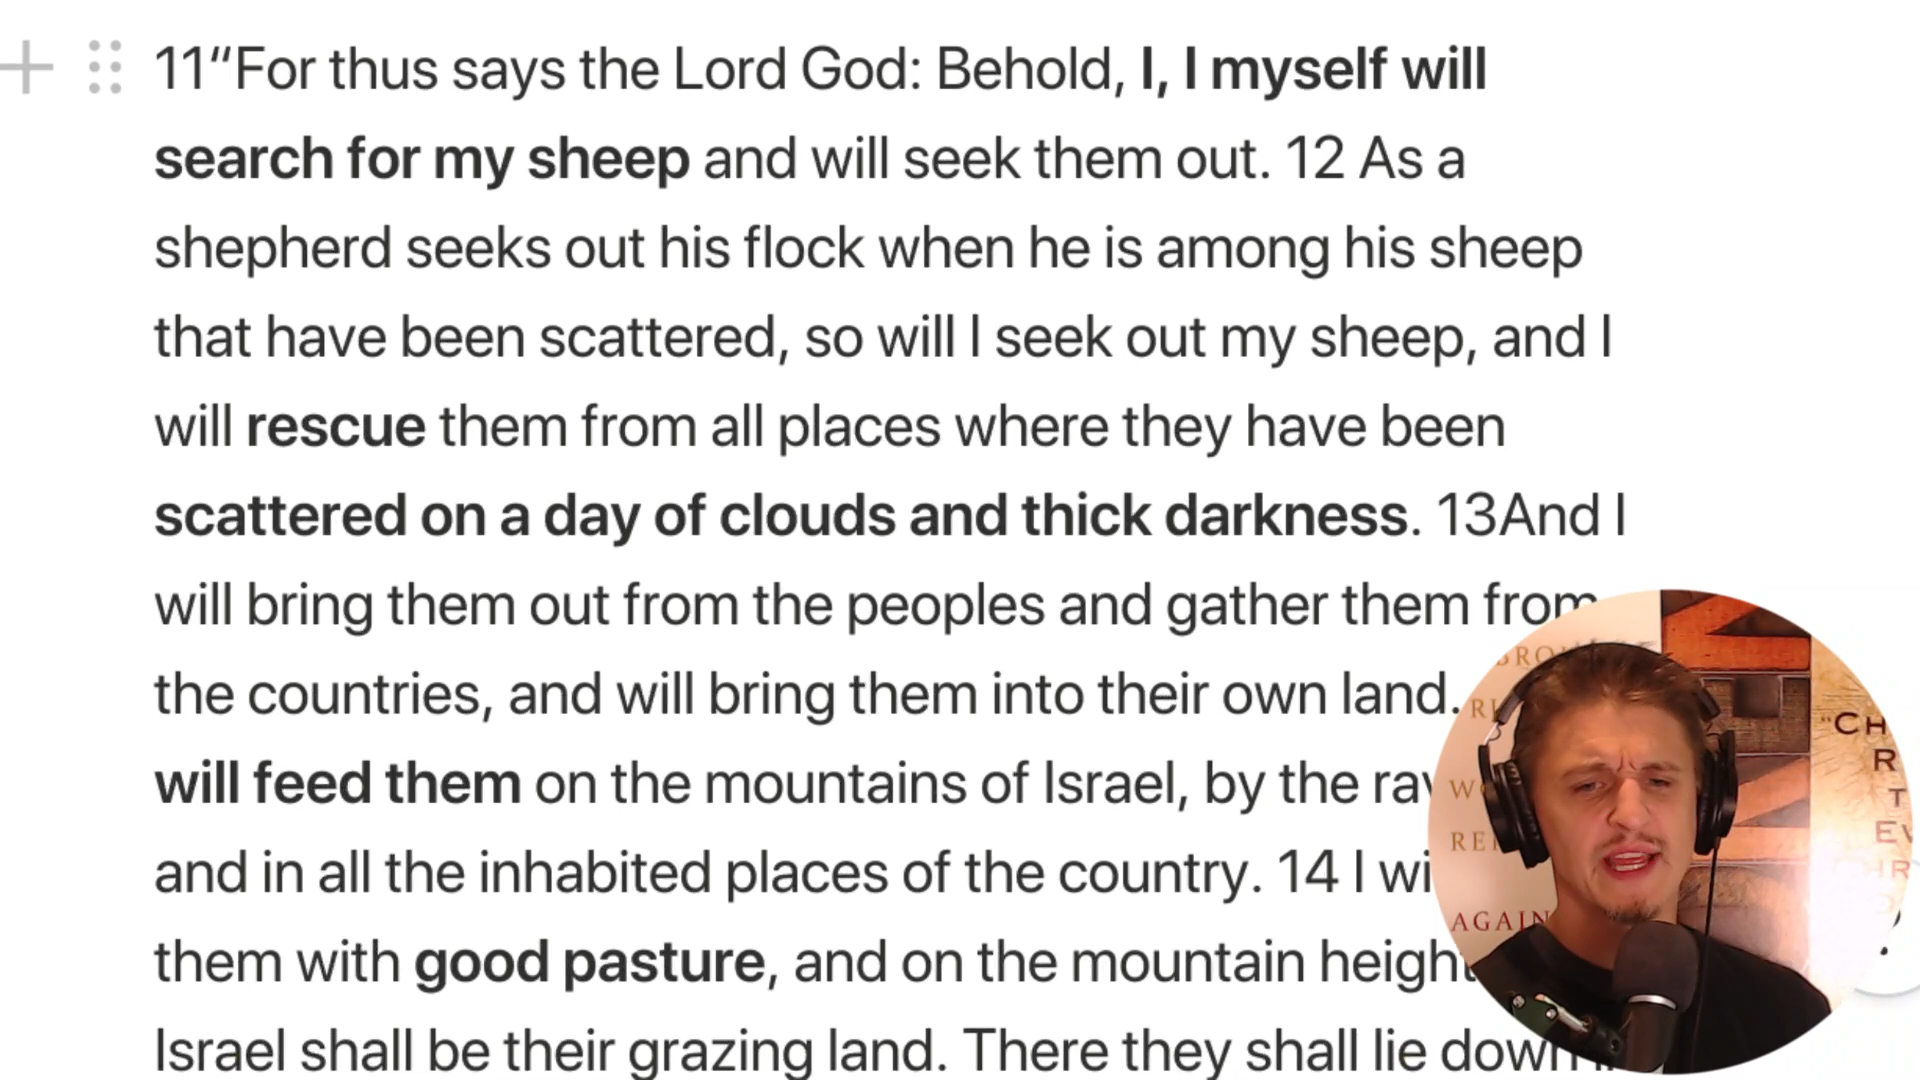 11“For thus says the Lord God: Behold, I, I myself will
search for my sheep and will seek them out. 12 As a
shepherd seeks out his flock when he is among his sheep
that have been scattered, so will I seek out my sheep, and I
will rescue them from all places where they have been
scattered on a day of clouds and thick darkness. 13And I
will bring them out from the peoples and gather them from
the countries, and will bring them into their own land.
will feed them on the mountains of Israel, by the
and in all the inhabited places of the country. 14 I
them with good pasture, and on the mountain
Israel shall be their grazing land. There they shall lie down
AGAIN